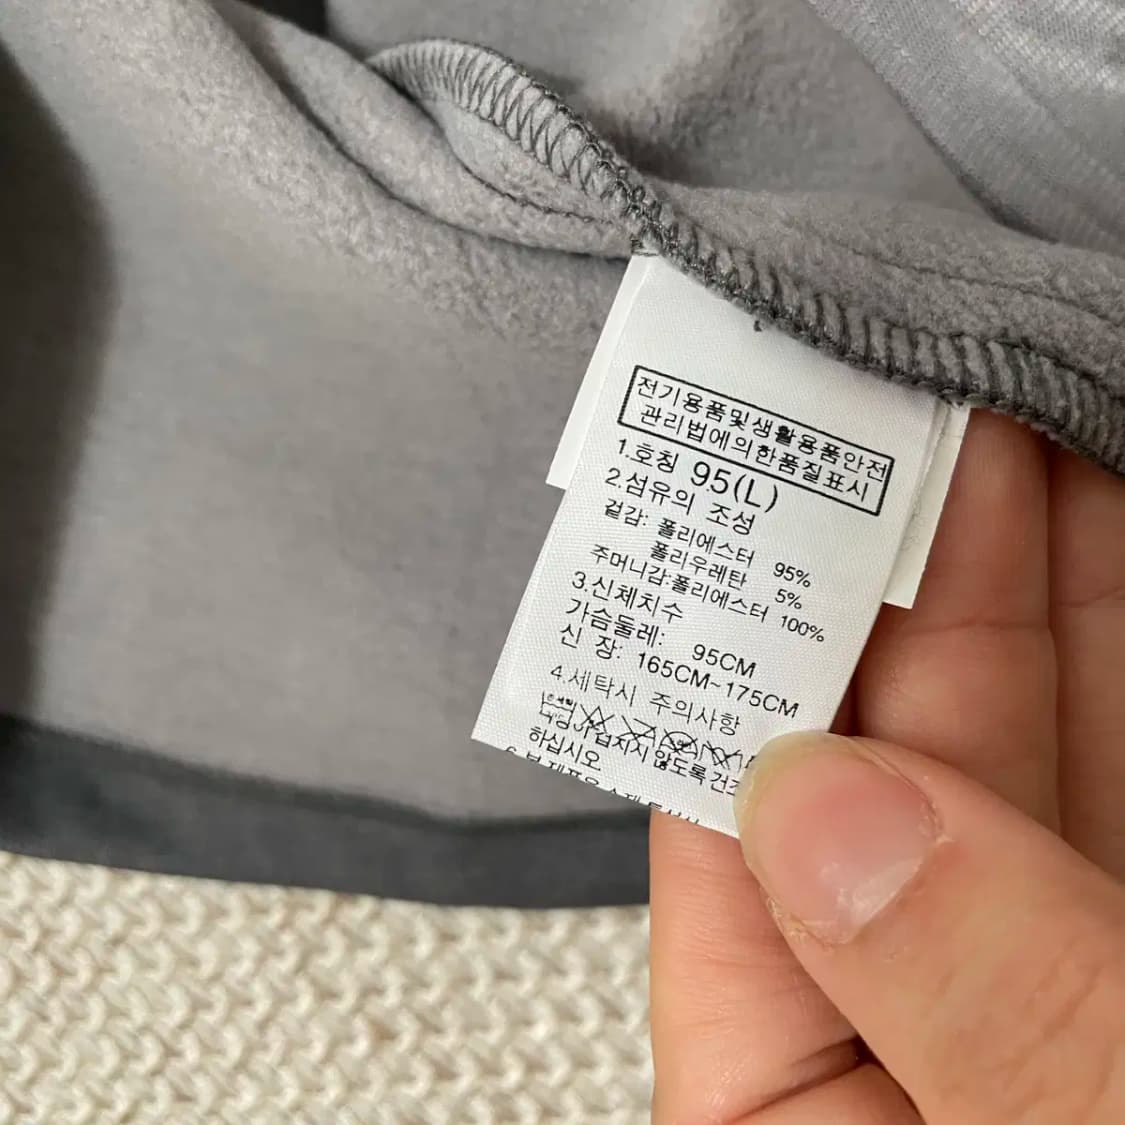 전기용품및생활용품안전
관리법에의한품질표시
1.호칭 95(L)
2.섬유의 조성
겉감: 폴리에스터 95%
폴리우레탄 5%
주머니감:폴리에스터 100%
3.신체치수
가슴둘레: 95CM
신 장: 165CM~175CM
4.세탁시 주의사항
않도록
하십시오